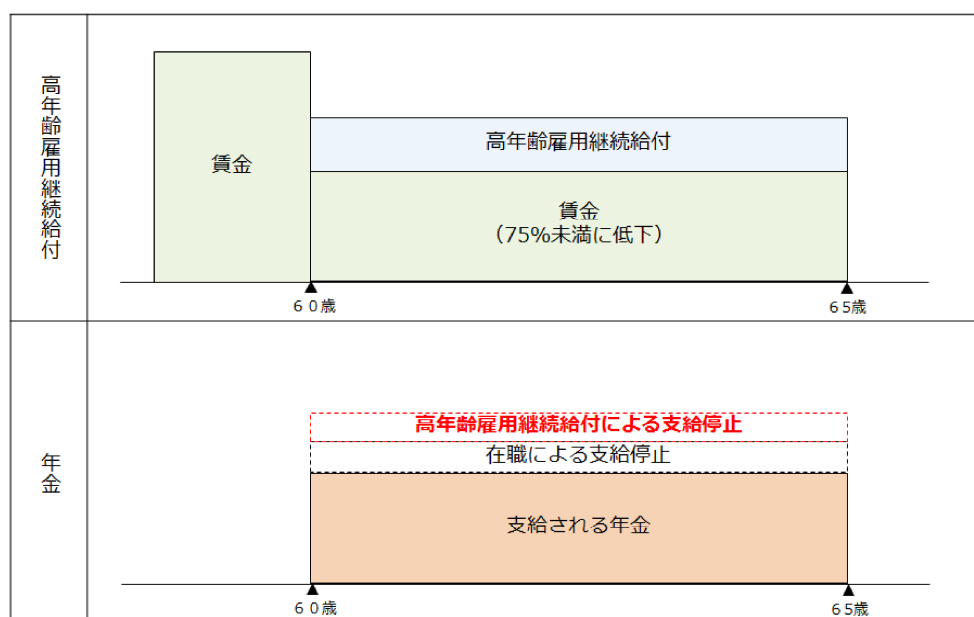 高年齢雇用継続給付
賃金
高年齢雇用継続給付
賃金
（75%未満に低下）
６０歳
６５歳
年金
高年齢雇用継続給付による支給停止
在職による支給停止
支給される年金
６０歳
６５歳